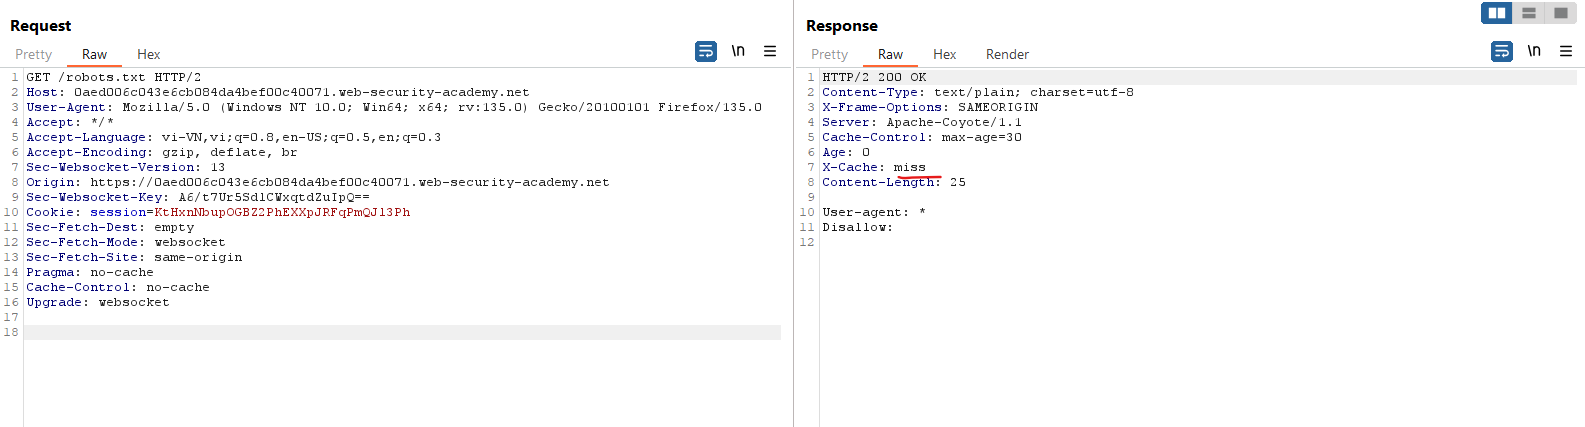 Request
Pretty Raw Hex \n
1 GET /robots.txt HTTP/2
2 Host: 0aed006c043e6cb084da4bef00c40071.web-security-academy.net
3 User-Agent: Mozilla/5.0 (Windows NT 10.0; Win64; x64; rv:135.0) Gecko/20100101 Firefox/135.0
4 Accept: */*
5 Accept-Language: vi-VN,vi;q=0.8,en-US;q=0.5,en;q=0.3
6 Accept-Encoding: gzip, deflate, br
7 Sec-Websocket-Version: 13
8 Origin: https://0aed006c043e6cb084da4bef00c40071.web-security-academy.net
9 Sec-Websocket-Key: A6/t7Ur5SdlCWxqtdZuIpQ==
10 Cookie: session=KtHxnNbupOGBZ2PhEXXpJRFqPmQJl3Ph
11 Sec-Fetch-Dest: empty
12 Sec-Fetch-Mode: websocket
13 Sec-Fetch-Site: same-origin
14 Pragma: no-cache
15 Cache-Control: no-cache
16 Upgrade: websocket
17
18
Response
Pretty Raw Hex Render \n
1 HTTP/2 200 OK
2 Content-Type: text/plain; charset=utf-8
3 X-Frame-Options: SAMEORIGIN
4 Server: Apache-Coyote/1.1
5 Cache-Control: max-age=30
6 Age: 0
7 X-Cache: miss
8 Content-Length: 25
9
10 User-agent: *
11 Disallow:
12